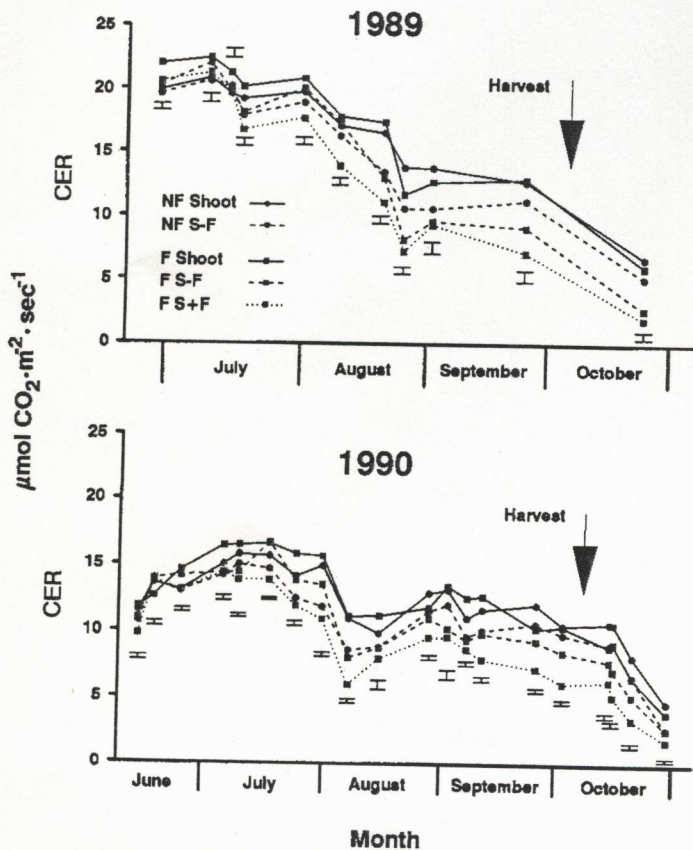 1989
25
20
15
10
5
0
CER
Harvest
NF Shoot
NF S-F
F Shoot
F S-F
F S+F
July
August
September
October
μmol CO₂·m⁻²·sec⁻¹
1990
25
20
15
10
5
0
CER
Harvest
June
July
August
September
October
Month